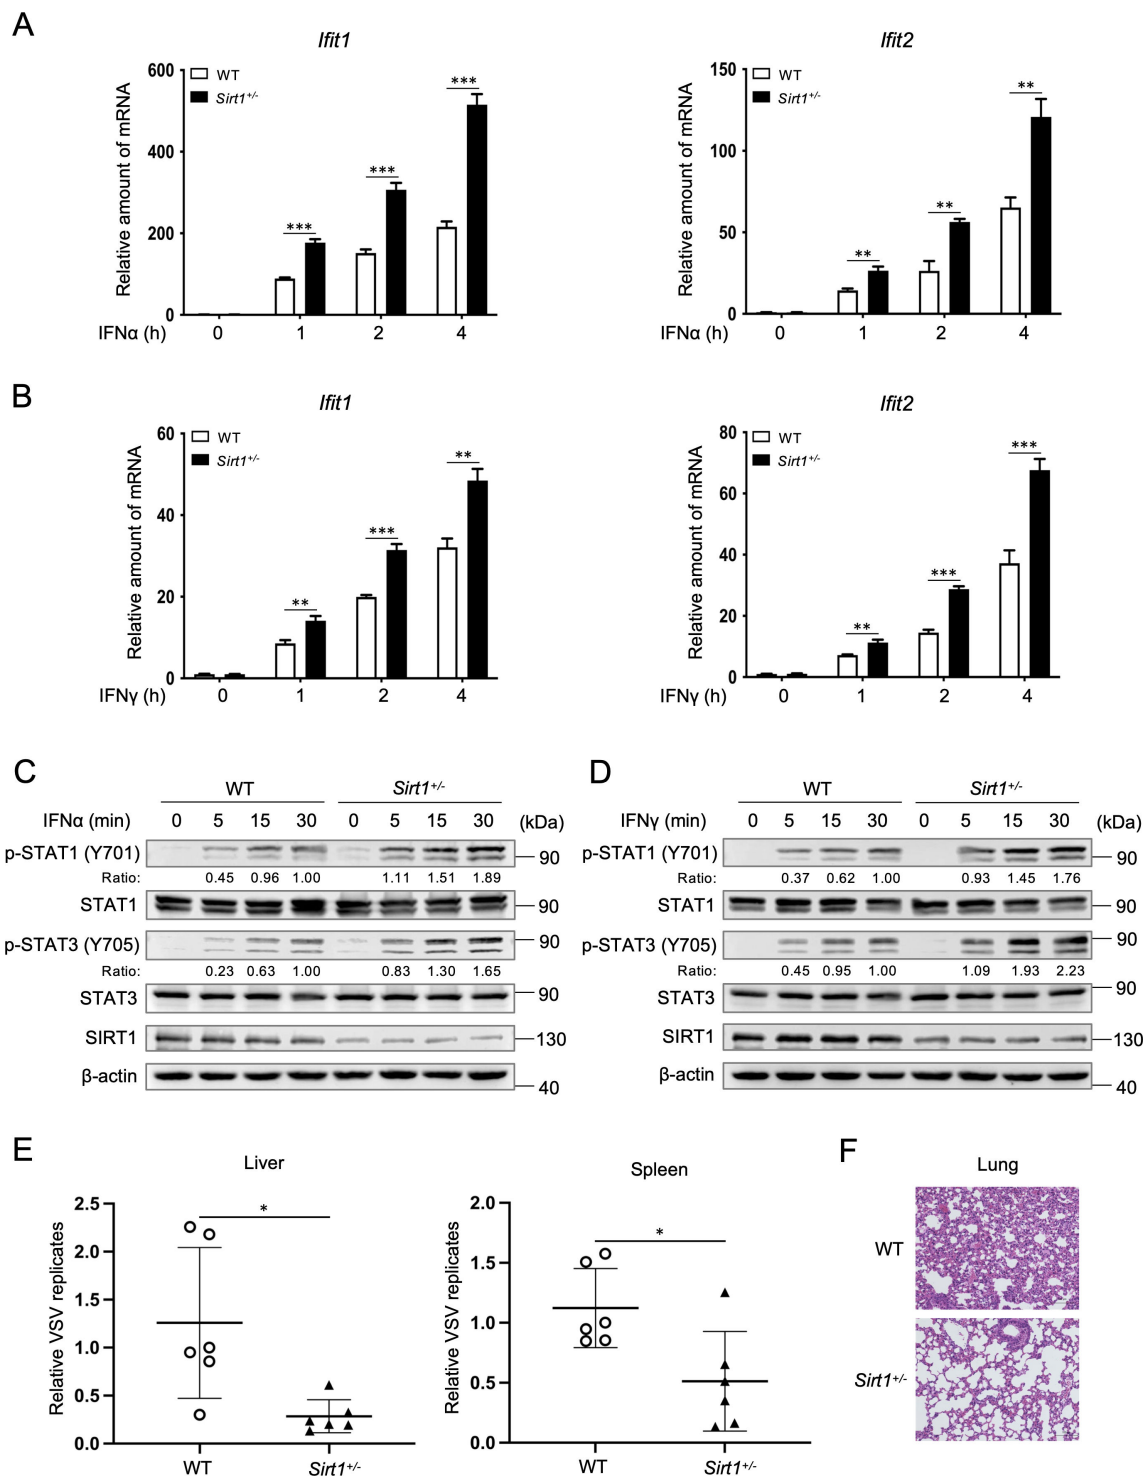 A
Ifit1
Relative amount of mRNA
600
400
200
0
WT
Sirt1+/-
***
***
***
IFNα (h) 0 1 2 4
Ifit2
Relative amount of mRNA
150
100
50
0
WT
Sirt1+/-
**
**
**
IFNα (h) 0 1 2 4
B
Ifit1
Relative amount of mRNA
60
40
20
0
WT
Sirt1+/-
**
***
**
IFNγ (h) 0 1 2 4
Ifit2
Relative amount of mRNA
80
60
40
20
0
WT
Sirt1+/-
**
***
***
IFNγ (h) 0 1 2 4
C
WT Sirt1+/-
IFNα (min) 0 5 15 30 0 5 15 30 (kDa)
p-STAT1 (Y701) 90
Ratio: 0.45 0.96 1.00 1.11 1.51 1.89
STAT1 90
p-STAT3 (Y705) 90
Ratio: 0.23 0.63 1.00 0.83 1.30 1.65
STAT3 90
SIRT1 130
β-actin 40
D
WT Sirt1+/-
IFNγ (min) 0 5 15 30 0 5 15 30 (kDa)
p-STAT1 (Y701) 90
Ratio: 0.37 0.62 1.00 0.93 1.45 1.76
STAT1 90
p-STAT3 (Y705) 90
Ratio: 0.45 0.95 1.00 1.09 1.93 2.23
STAT3 90
SIRT1 130
β-actin 40
E
Liver
Relative VSV replicates
2.5
2.0
1.5
1.0
0.5
0.0
*
WT Sirt1+/-
Spleen
Relative VSV replicates
2.0
1.5
1.0
0.5
0.0
*
WT Sirt1+/-
F
Lung
WT
Sirt1+/-